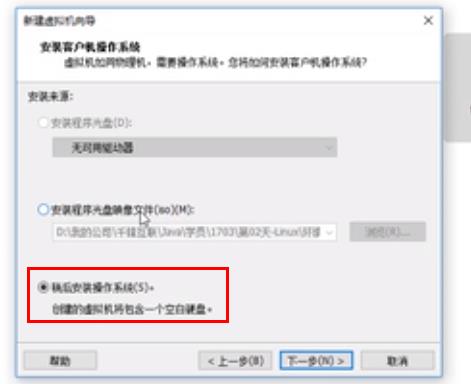 新建虚拟机向导
安装客户机操作系统
虚拟机如同物理机，需要操作系统。您将如何安装客户机操作系统?
安装来源:
安装程序光盘(D):
无可用驱动器
安装程序光盘映像文件(iso)(M):
D:\我的公司\千锋互联\Java\学员\1703\第02天-Linux\环境
浏览(R)...
稍后安装操作系统(S)。
创建的虚拟机将包含一个空白硬盘。
帮助
< 上一步(B)
下一步(N) >
取消